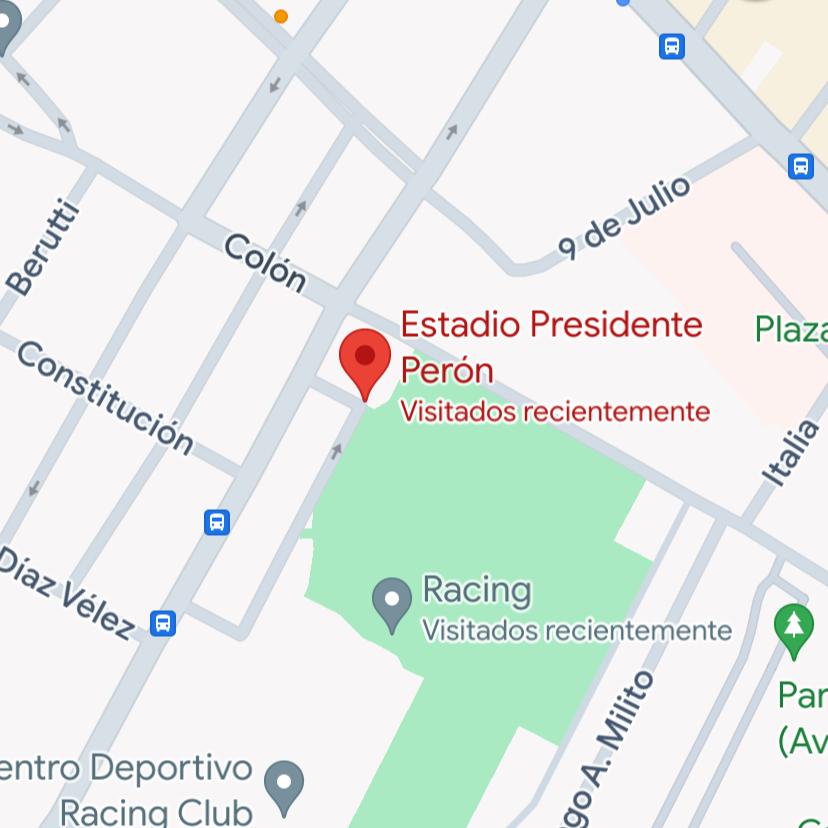 9 de Julio
Berutti
Colón
Estadio Presidente
Perón
Visitados recientemente
Plaza
Constitución
Italia
Díaz Vélez
Racing
Visitados recientemente
go A. Milito
Par
(Av
entro Deportivo
Racing Club